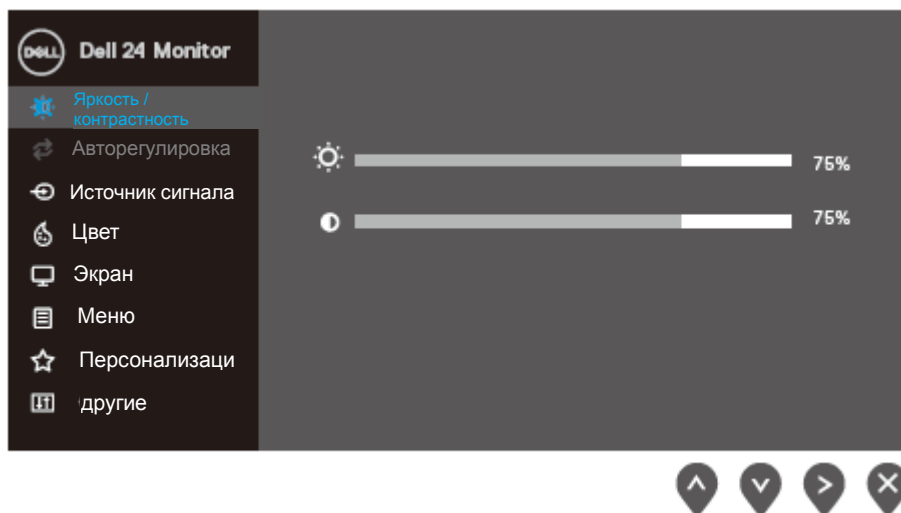 DELL
Dell 24 Monitor
Яркость /
контрастность
Авторегулировка
75%
Источник сигнала
75%
Цвет
Экран
Меню
Персонализаци
другие